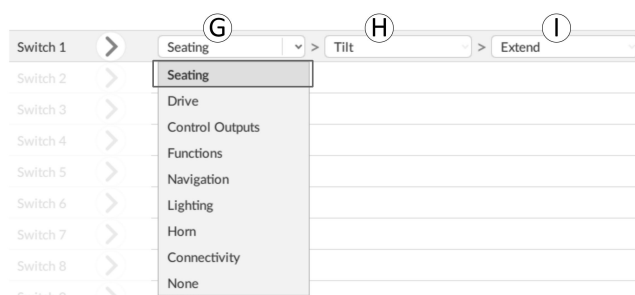 G H I
Switch 1 Seating > Tilt > Extend
Switch 2 Seating
Switch 3 Drive
Switch 4 Control Outputs
Functions
Switch 5 Navigation
Switch 6 Lighting
Switch 7 Horn
Switch 8 Connectivity
None